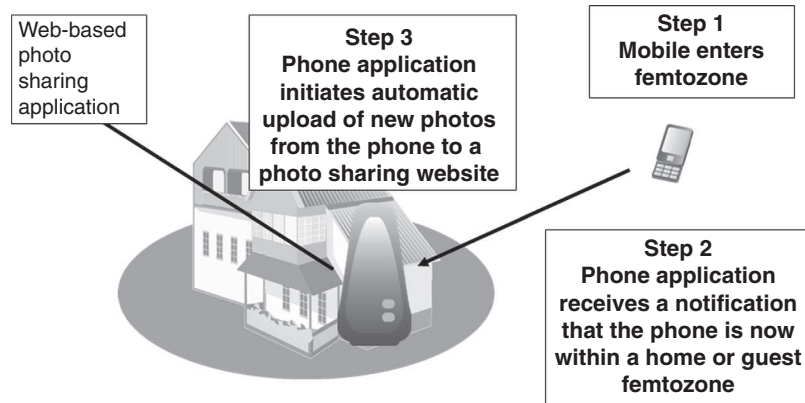 Web-based
photo
sharing
application
Step 3
Phone application
initiates automatic
upload of new photos
from the phone to a
photo sharing website
Step 1
Mobile enters
femtozone
Step 2
Phone application
receives a notification
that the phone is now
within a home or guest
femtozone